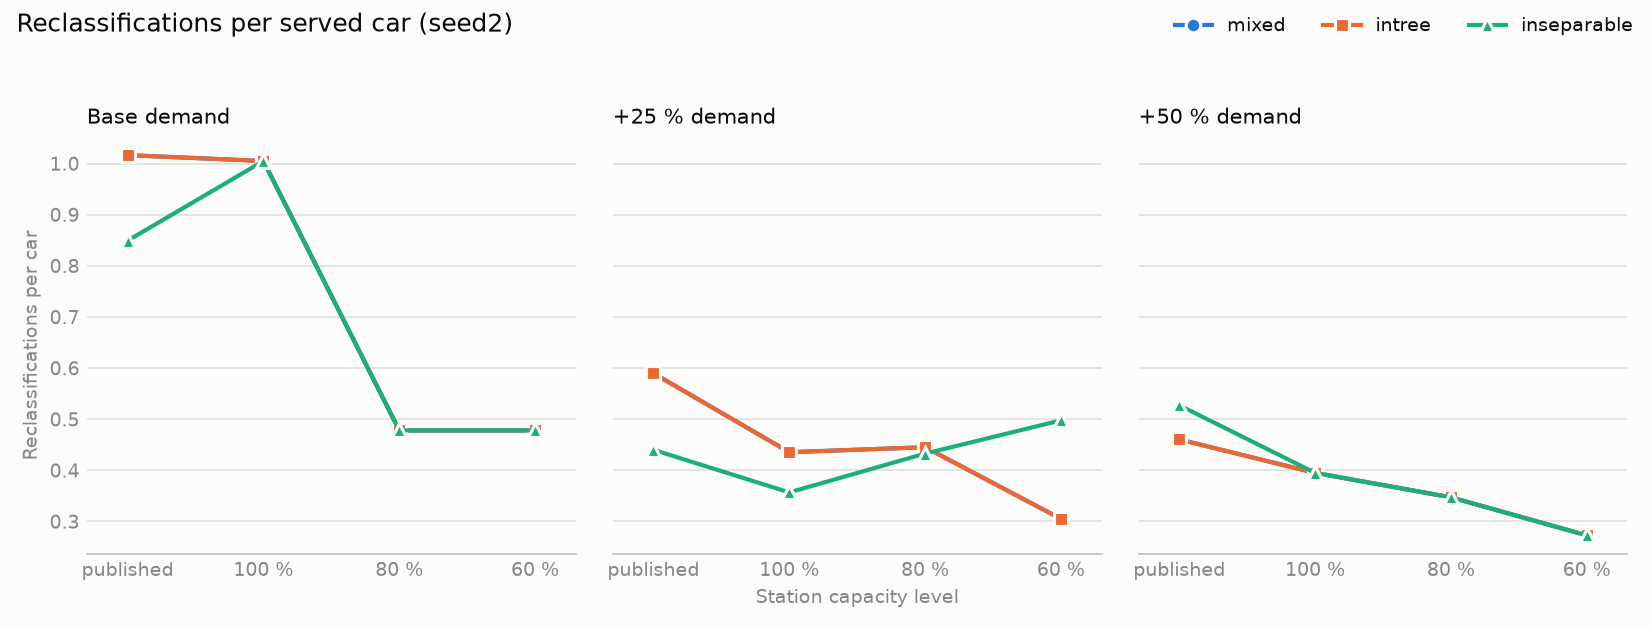 Reclassifications per served car (seed2)
mixed
intree
inseparable
Base demand
+25 % demand
+50 % demand
Reclassifications per car
1.0
0.9
0.8
0.7
0.6
0.5
0.4
0.3
published 100 % 80 % 60 %
published 100 % 80 % 60 %
published 100 % 80 % 60 %
Station capacity level